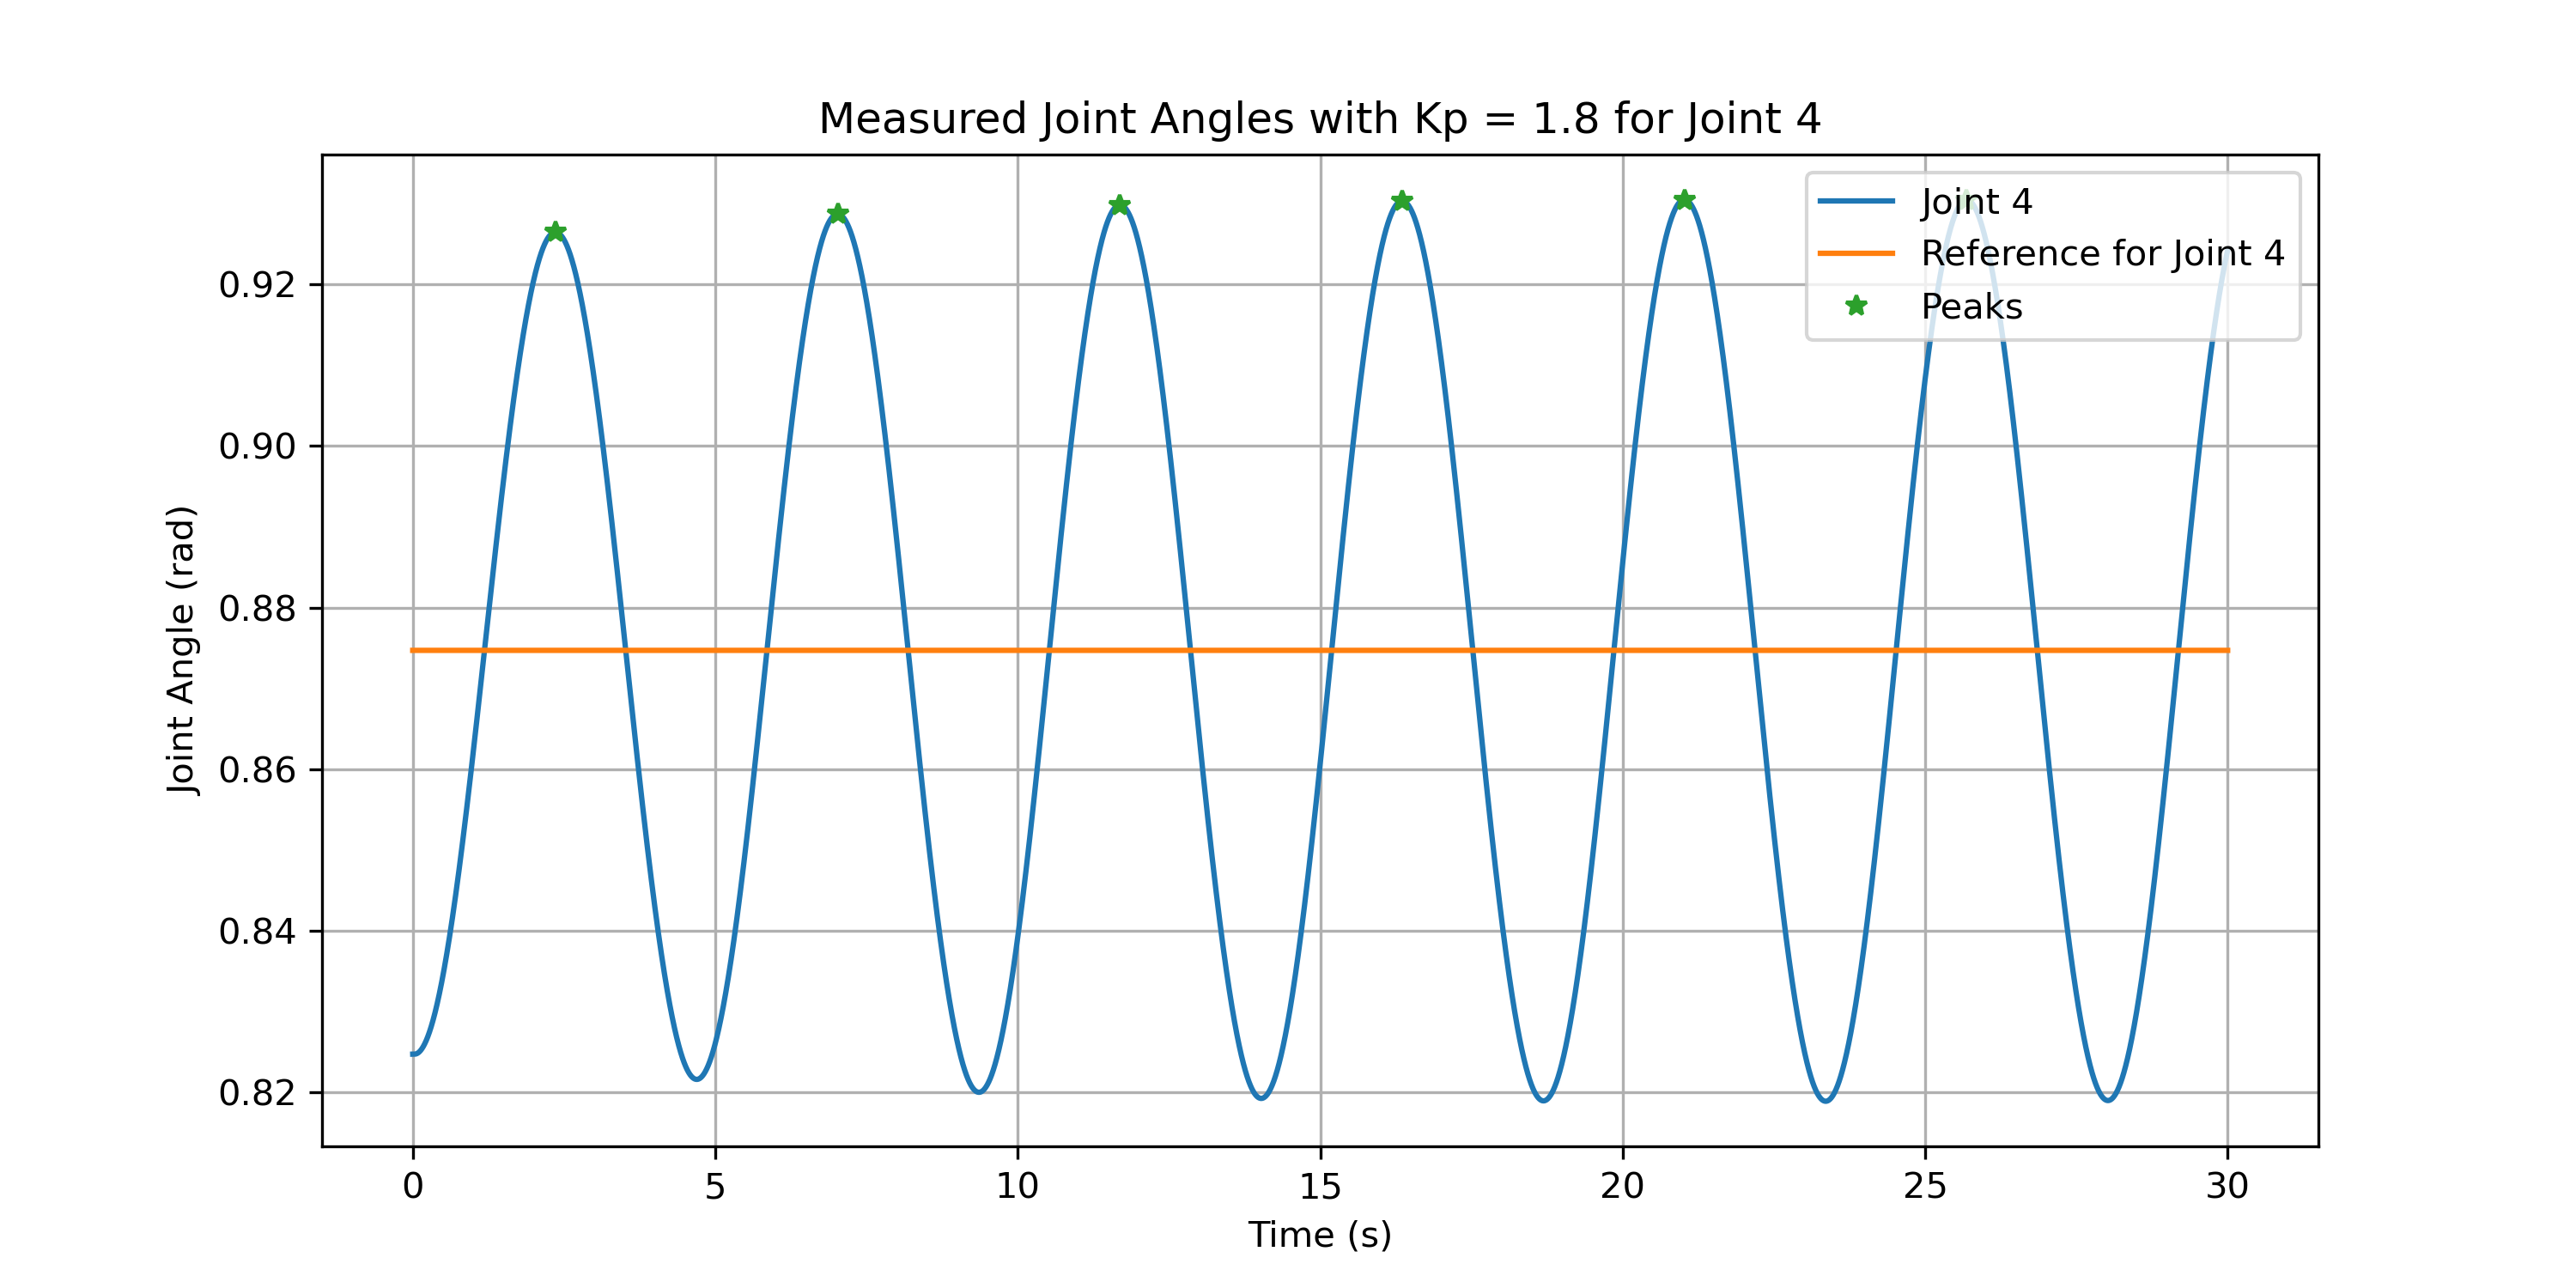 Measured Joint Angles with Kp = 1.8 for Joint 4
Joint 4
Reference for Joint 4
Peaks
Joint Angle (rad)
0.92
0.90
0.88
0.86
0.84
0.82
0 5 10 15 20 25 30
Time (s)